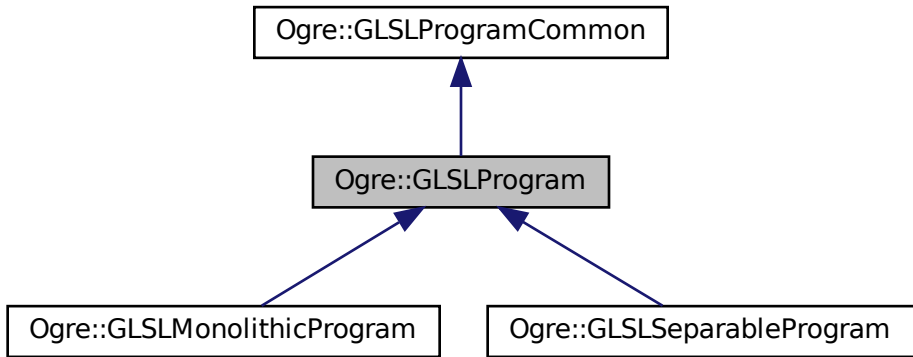 Ogre::GLSLProgramCommon
Ogre::GLSLProgram
Ogre::GLSLMonolithicProgram
Ogre::GLSLSeparableProgram